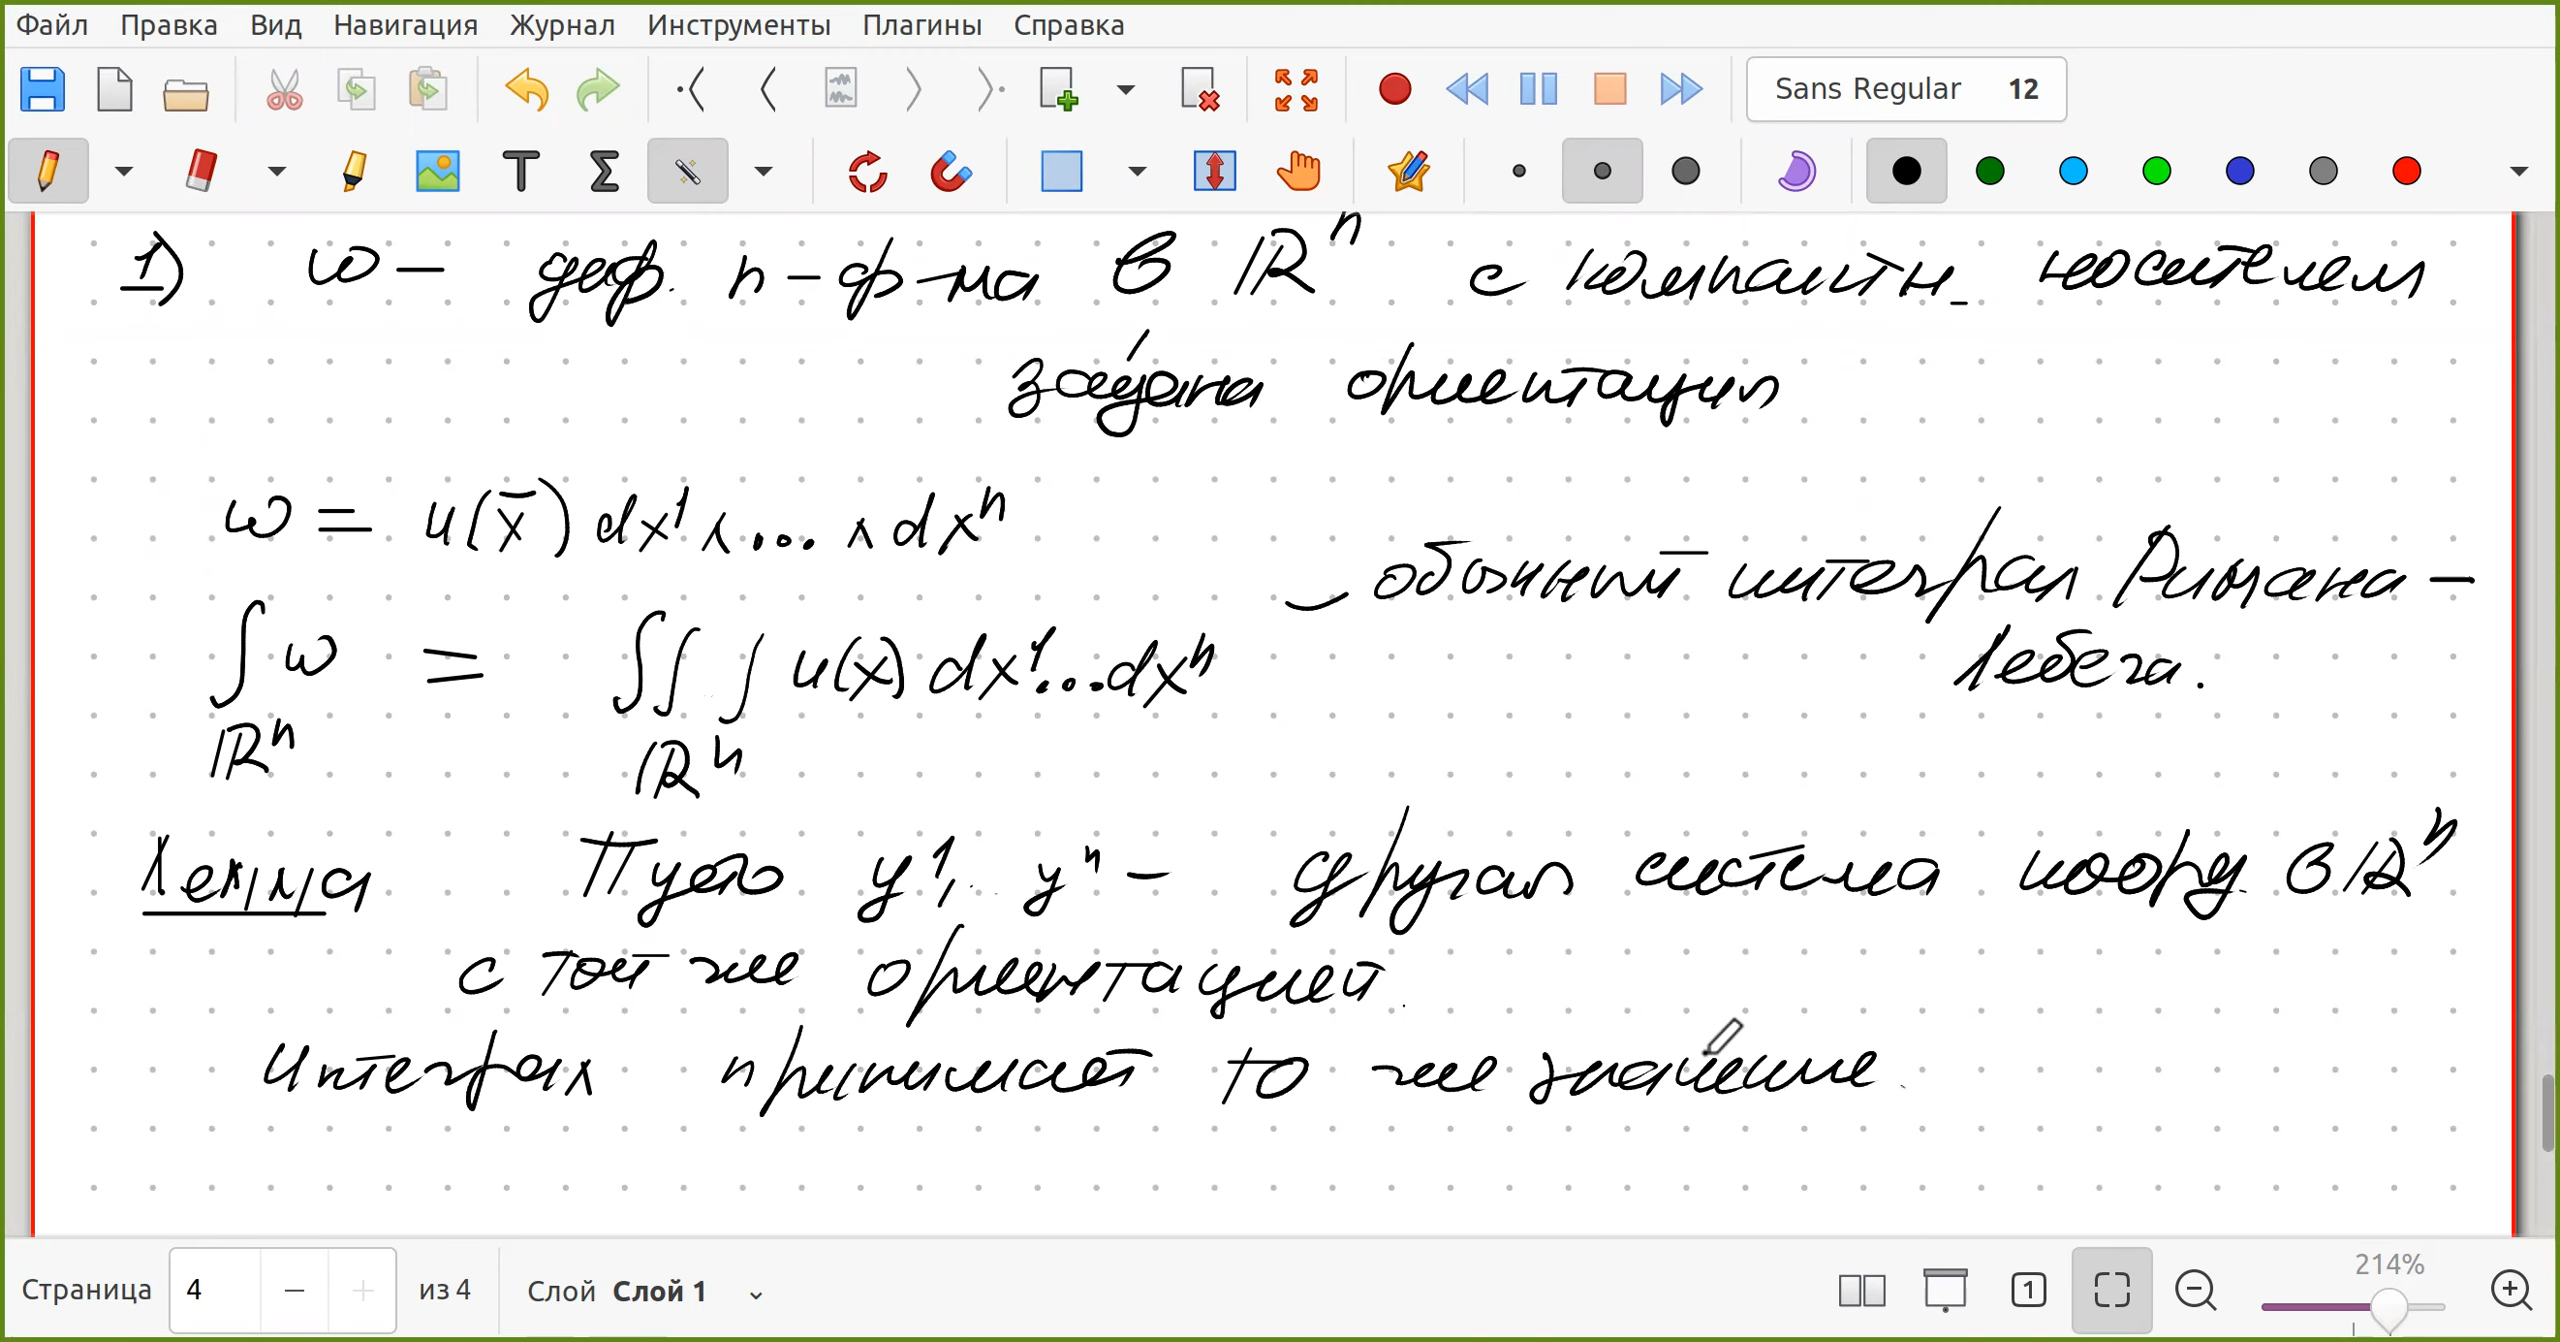 Файл Правка Вид Навигация Журнал Инструменты Плагины Справка
Sans Regular 12
1) ω – диф. n-ф-ма в ℝⁿ с компактн. носителем
задана ориентация
ω = u(x̄) dx¹∧...∧dxⁿ
– обычный интеграл Римана –
Лебега.
∫ ω = ∫∫ ∫ u(x) dx¹...dxⁿ
ℝⁿ ℝⁿ
Лемма Пусть y¹, .. yⁿ – другая система коорд. в ℝⁿ
с той же ориентацией.
Интеграл принимает то же значение.
Страница 4 из 4 Слой Слой 1 1 214%